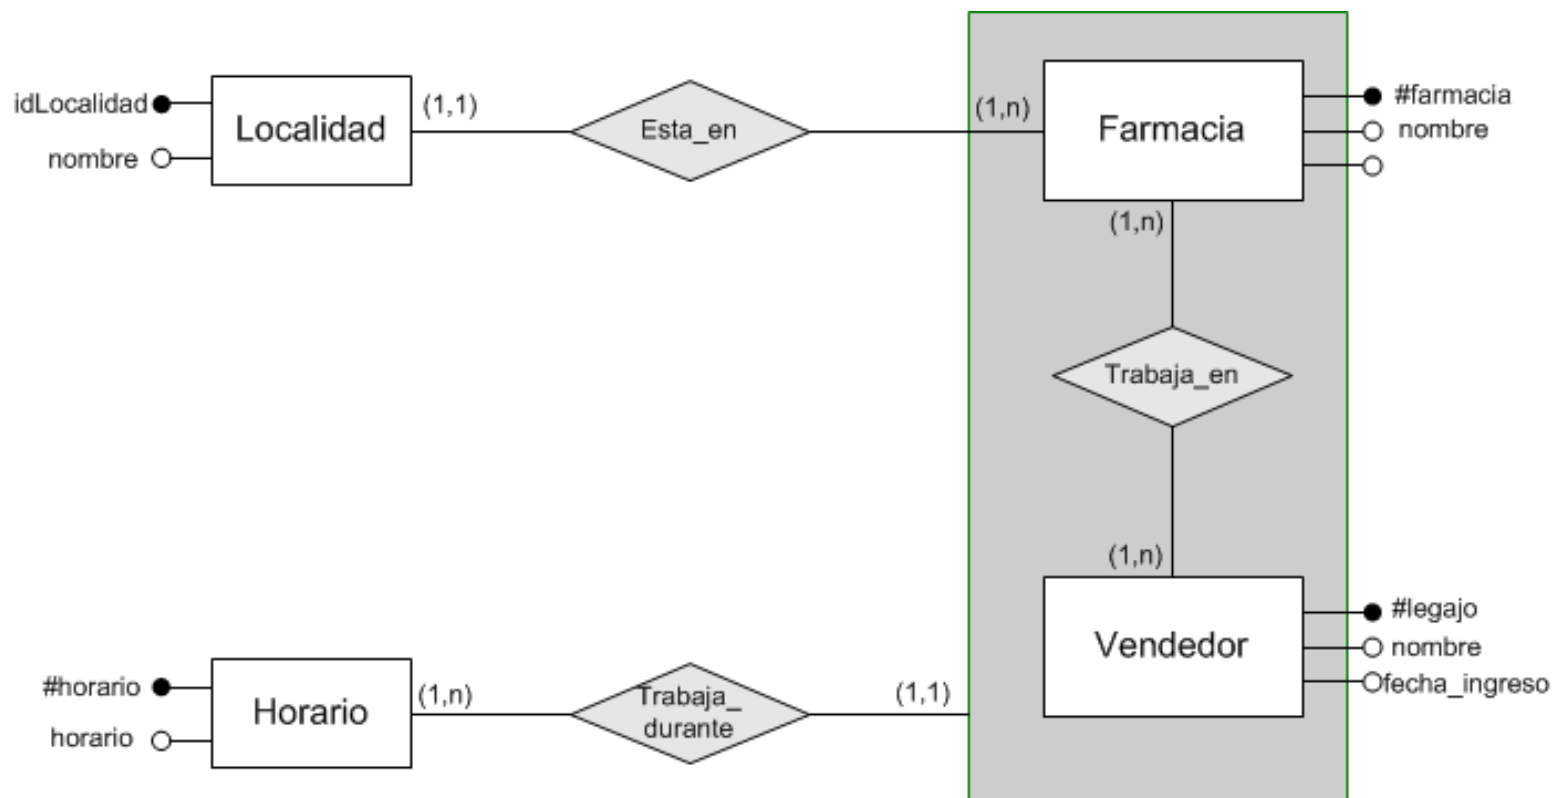 idLocalidad
nombre
Localidad
(1,1)
Esta_en
(1,n)
Farmacia
#farmacia
nombre
(1,n)
Trabaja_en
(1,n)
Vendedor
#legajo
nombre
fecha_ingreso
#horario
horario
Horario
(1,n)
Trabaja_
durante
(1,1)